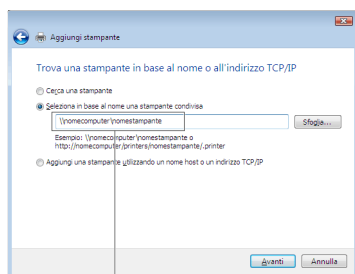 Aggiungi stampante
Trova una stampante in base al nome o all'indirizzo TCP/IP
Cerca una stampante
Seleziona in base al nome una stampante condivisa
\\nomecomputer\nomestampante
Sfoglia...
Esempio: \\nomecomputer\nomestampante o
http://nomecomputer/printers/nomestampante/.printer
Aggiungi una stampante utilizzando un nome host o un indirizzo TCP/IP
Avanti
Annulla